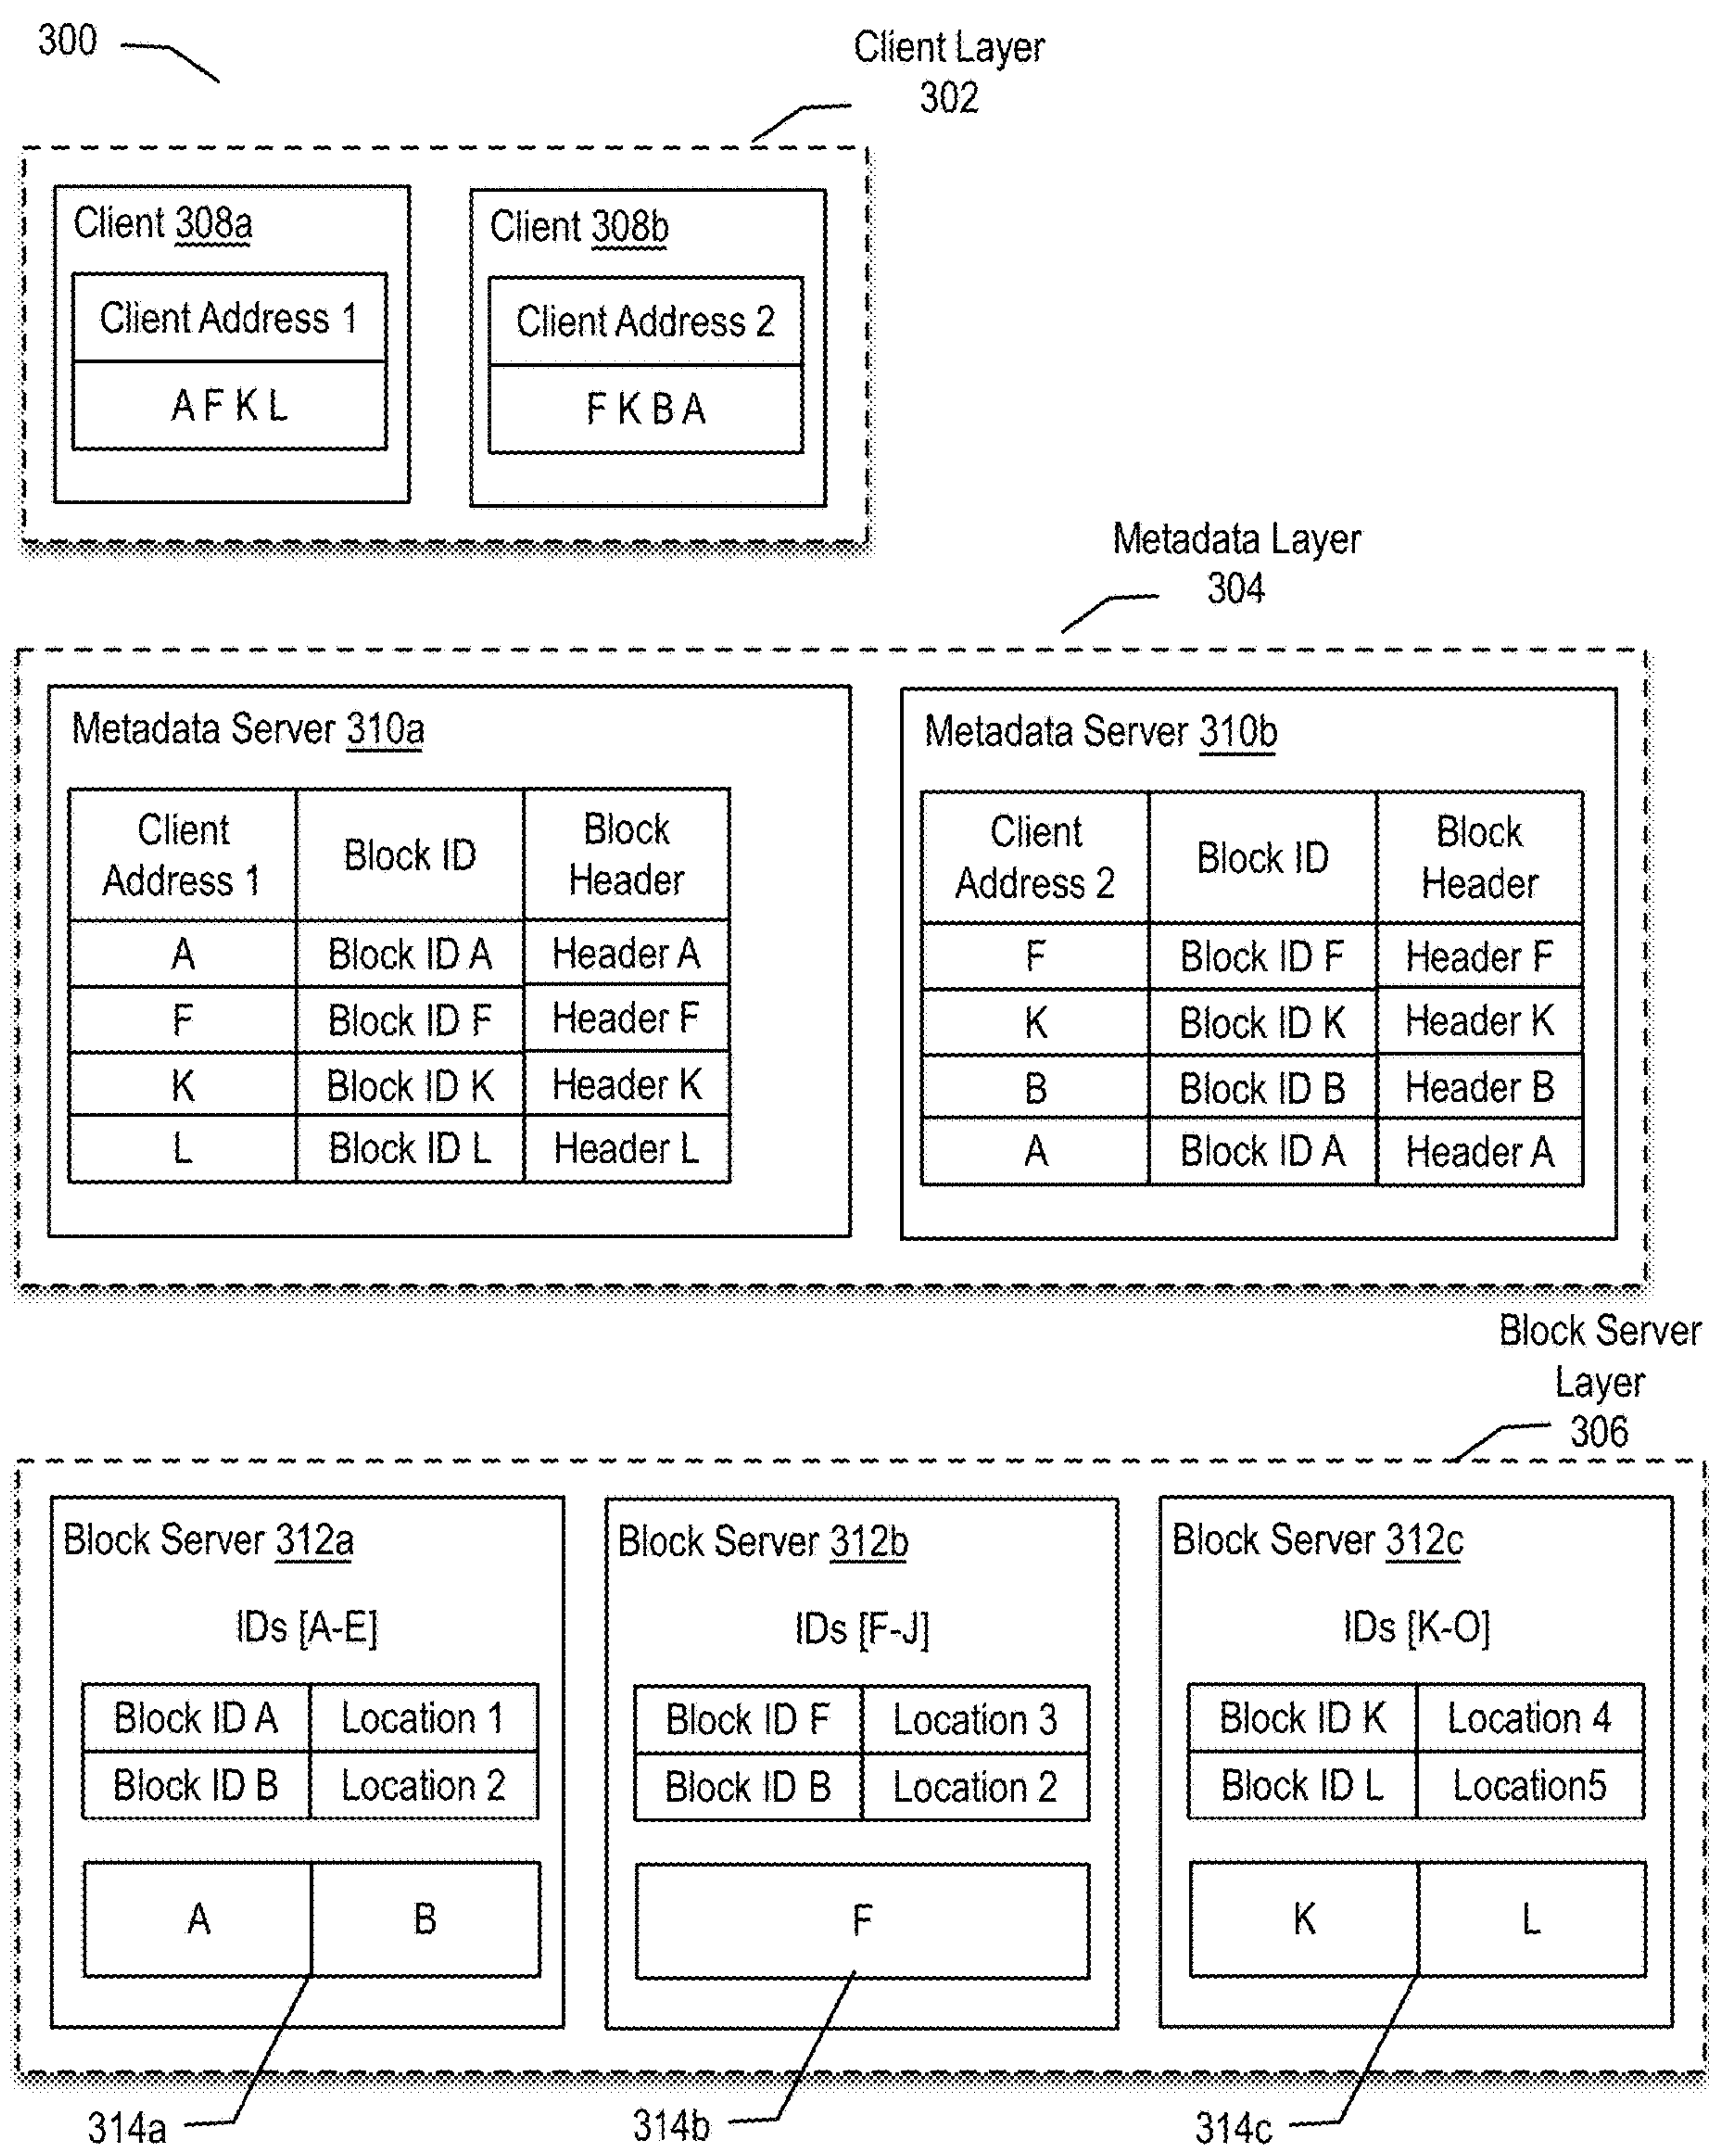 300
Client Layer
302
Client 308a
Client Address 1
A F K L
Client 308b
Client Address 2
F K B A
Metadata Layer
304
Metadata Server 310a
Client Address 1 Block ID Block Header
A Block ID A Header A
F Block ID F Header F
K Block ID K Header K
L Block ID L Header L
Metadata Server 310b
Client Address 2 Block ID Block Header
F Block ID F Header F
K Block ID K Header K
B Block ID B Header B
A Block ID A Header A
Block Server
Layer
306
Block Server 312a
IDs [A-E]
Block ID A Location 1
Block ID B Location 2
A B
Block Server 312b
IDs [F-J]
Block ID F Location 3
Block ID B Location 2
F
Block Server 312c
IDs [K-O]
Block ID K Location 4
Block ID L Location5
K L
314a
314b
314c